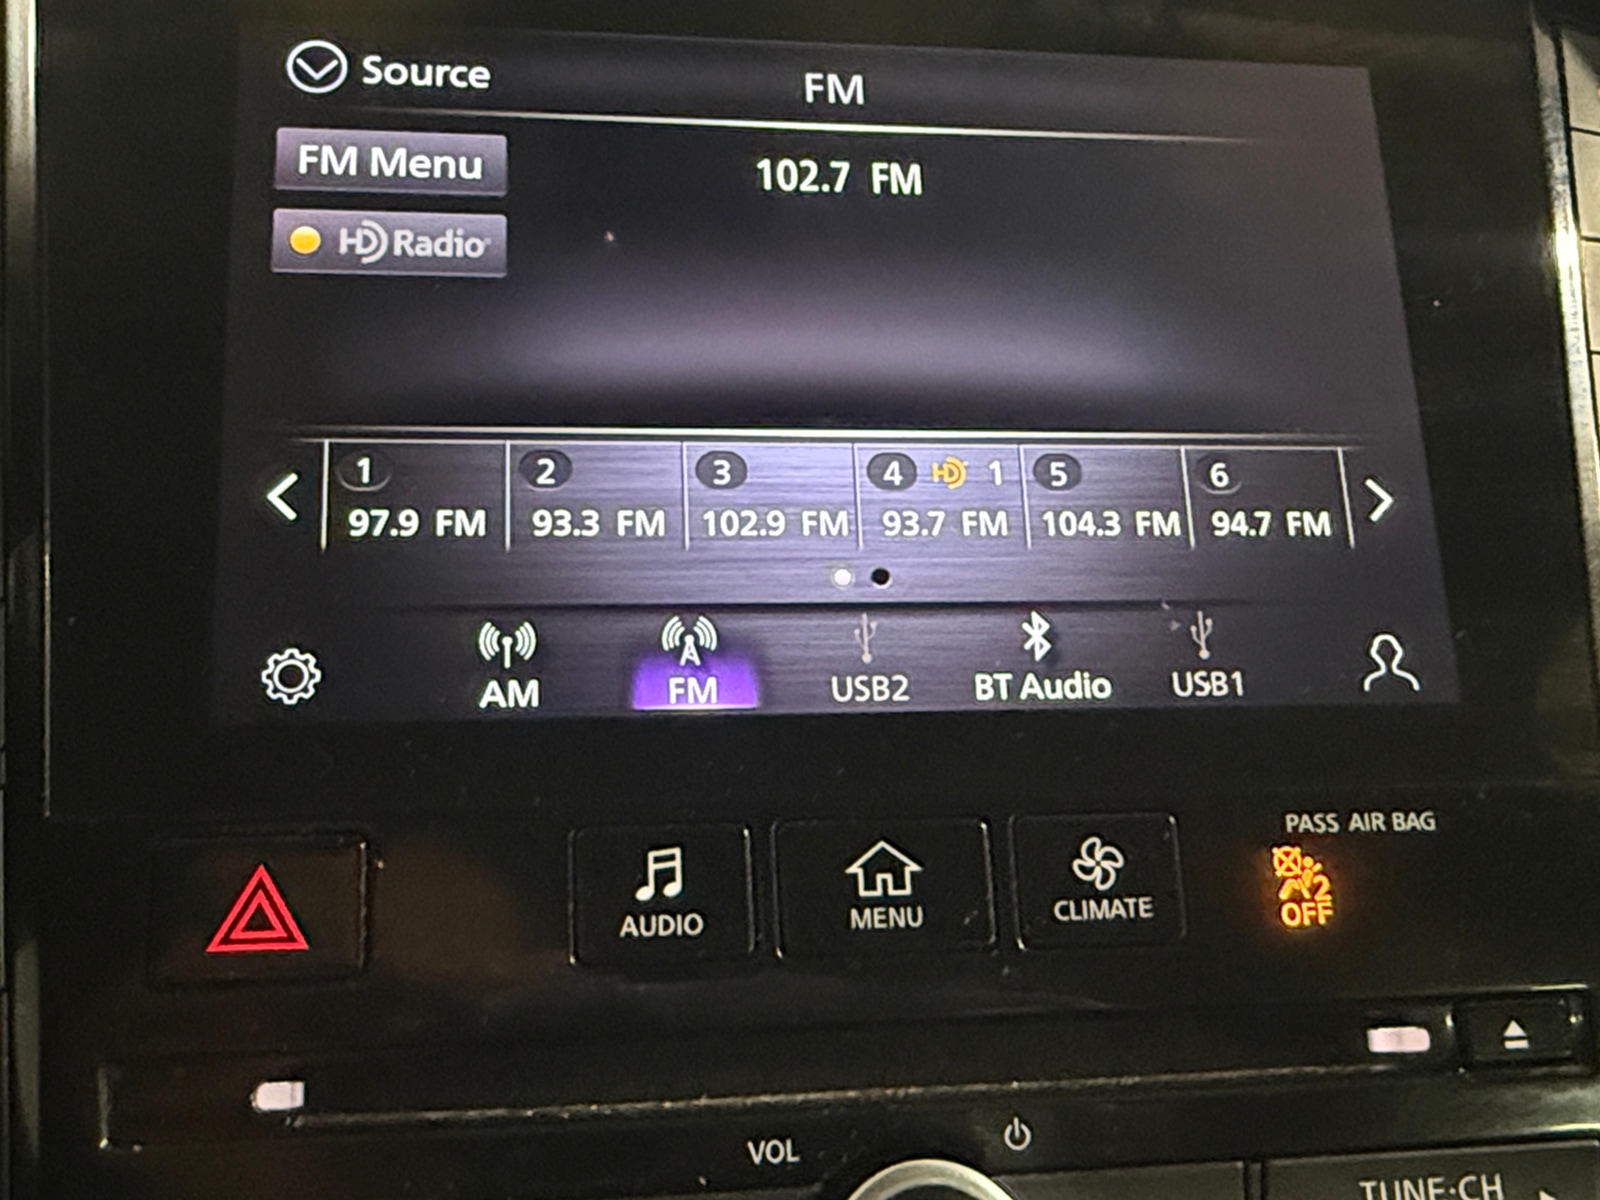 Source
FM
FM Menu
102.7 FM
HD Radio
1
2
3
4 HD 1
5
6
97.9 FM
93.3 FM
102.9 FM
93.7 FM
104.3 FM
94.7 FM
AM
FM
USB2
BT Audio
USB1
PASS AIR BAG
2
OFF
AUDIO
MENU
CLIMATE
VOL
TUNE·CH